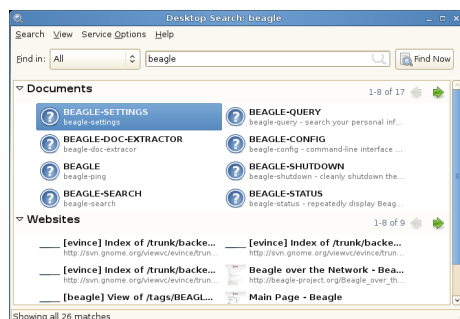 Desktop Search: beagle
Search View Service Options Help
Find in: All beagle Find Now
Documents 1-8 of 17
BEAGLE-SETTINGS
beagle-settings
BEAGLE-QUERY
beagle-query - search your personal inf...
BEAGLE-DOC-EXTRACTOR
beagle-doc-extracor
BEAGLE-CONFIG
beagle-config - command-line interface ...
BEAGLE
beagle-ping
BEAGLE-SHUTDOWN
beagle-shutdown - cleanly shutdown the...
BEAGLE-SEARCH
beagle-search
BEAGLE-STATUS
beagle-status - repeatedly display Beag...
Websites 1-8 of 9
[evince] Index of /trunk/backe...
http://svn.gnome.org/viewvc/evince/trun...
[evince] Index of /trunk/backe...
http://svn.gnome.org/viewvc/evince/trun...
[evince] Index of /trunk/backe...
http://svn.gnome.org/viewvc/evince/trun...
Beagle over the Network - Bea...
http://beagle-project.org/Beagle_over_th...
[beagle] View of /tags/BEAGL...
Main Page - Beagle
Showing all 26 matches